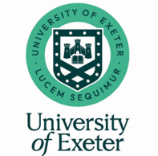 UNIVERSITY OF EXETER
LUCEM SEQUIMUR
University
of Exeter